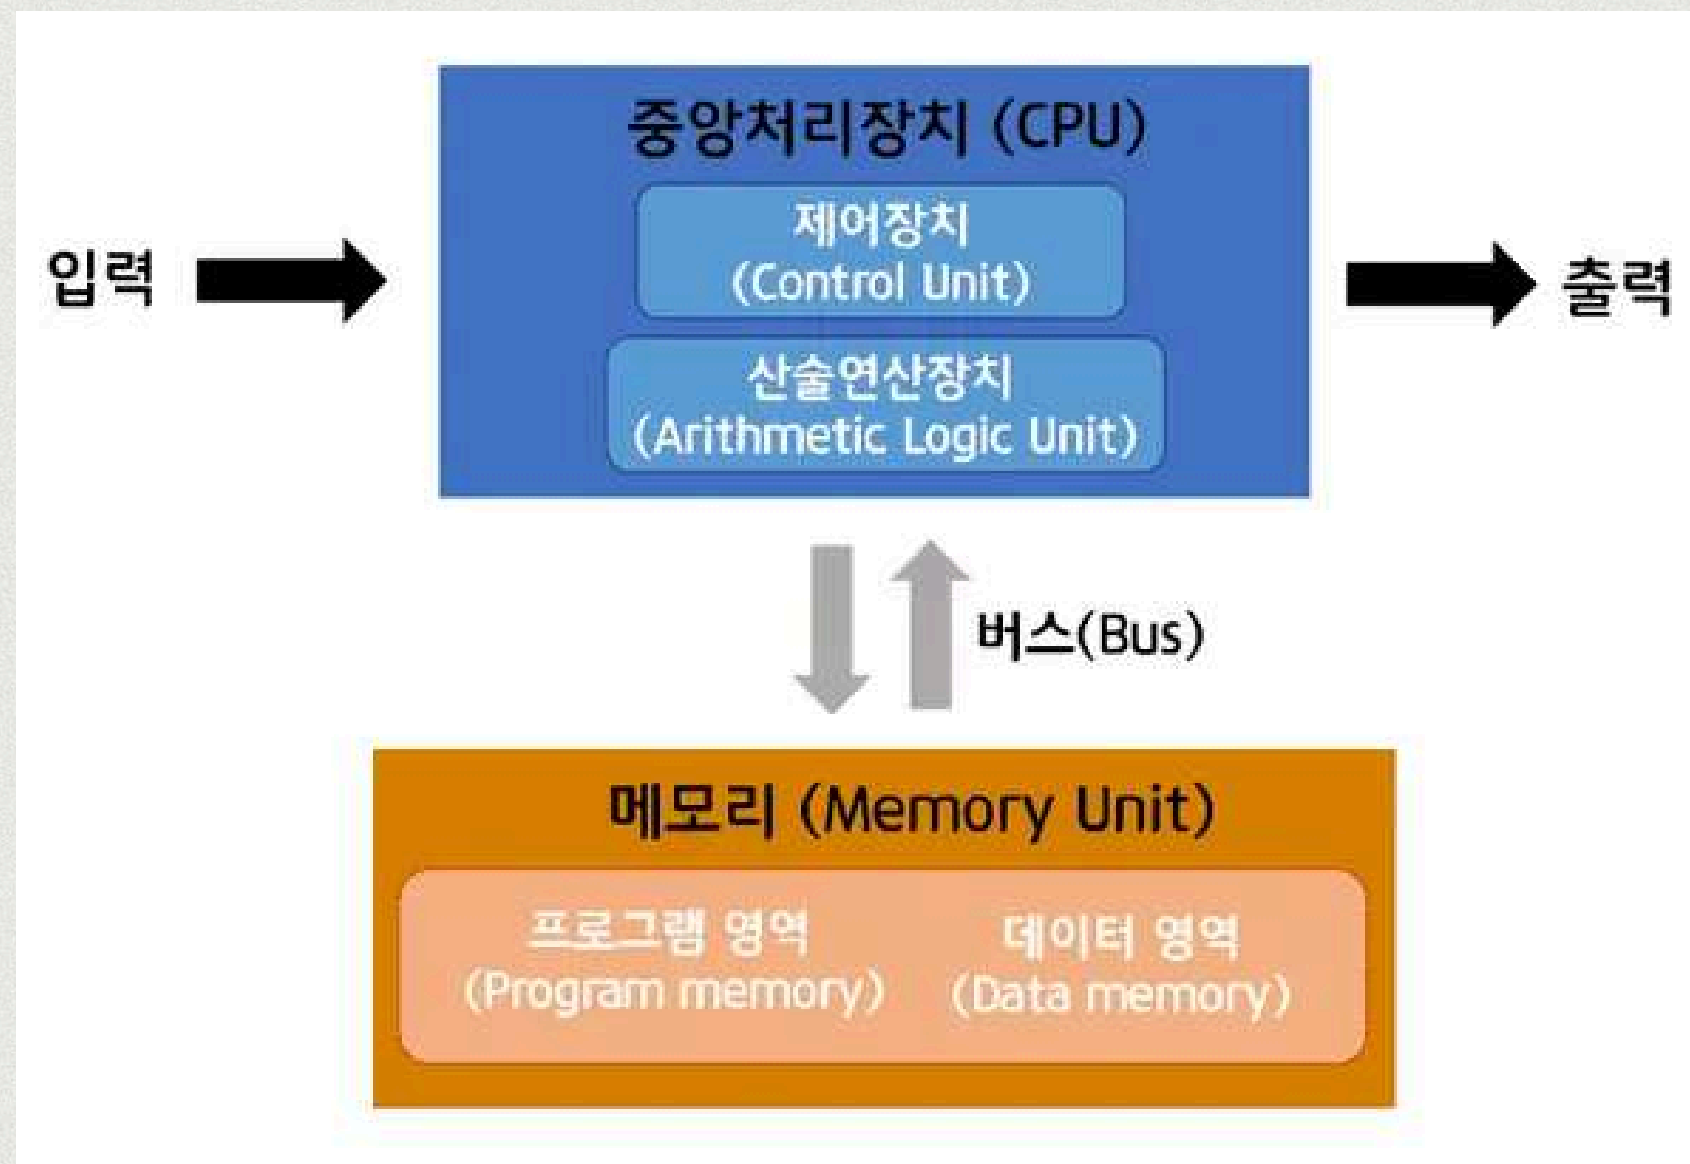 중앙처리장치 (CPU)
제어장치
(Control Unit)
입력
출력
산술연산장치
(Arithmetic Logic Unit)
버스(Bus)
메모리 (Memory Unit)
프로그램 영역
(Program memory)
데이터 영역
(Data memory)